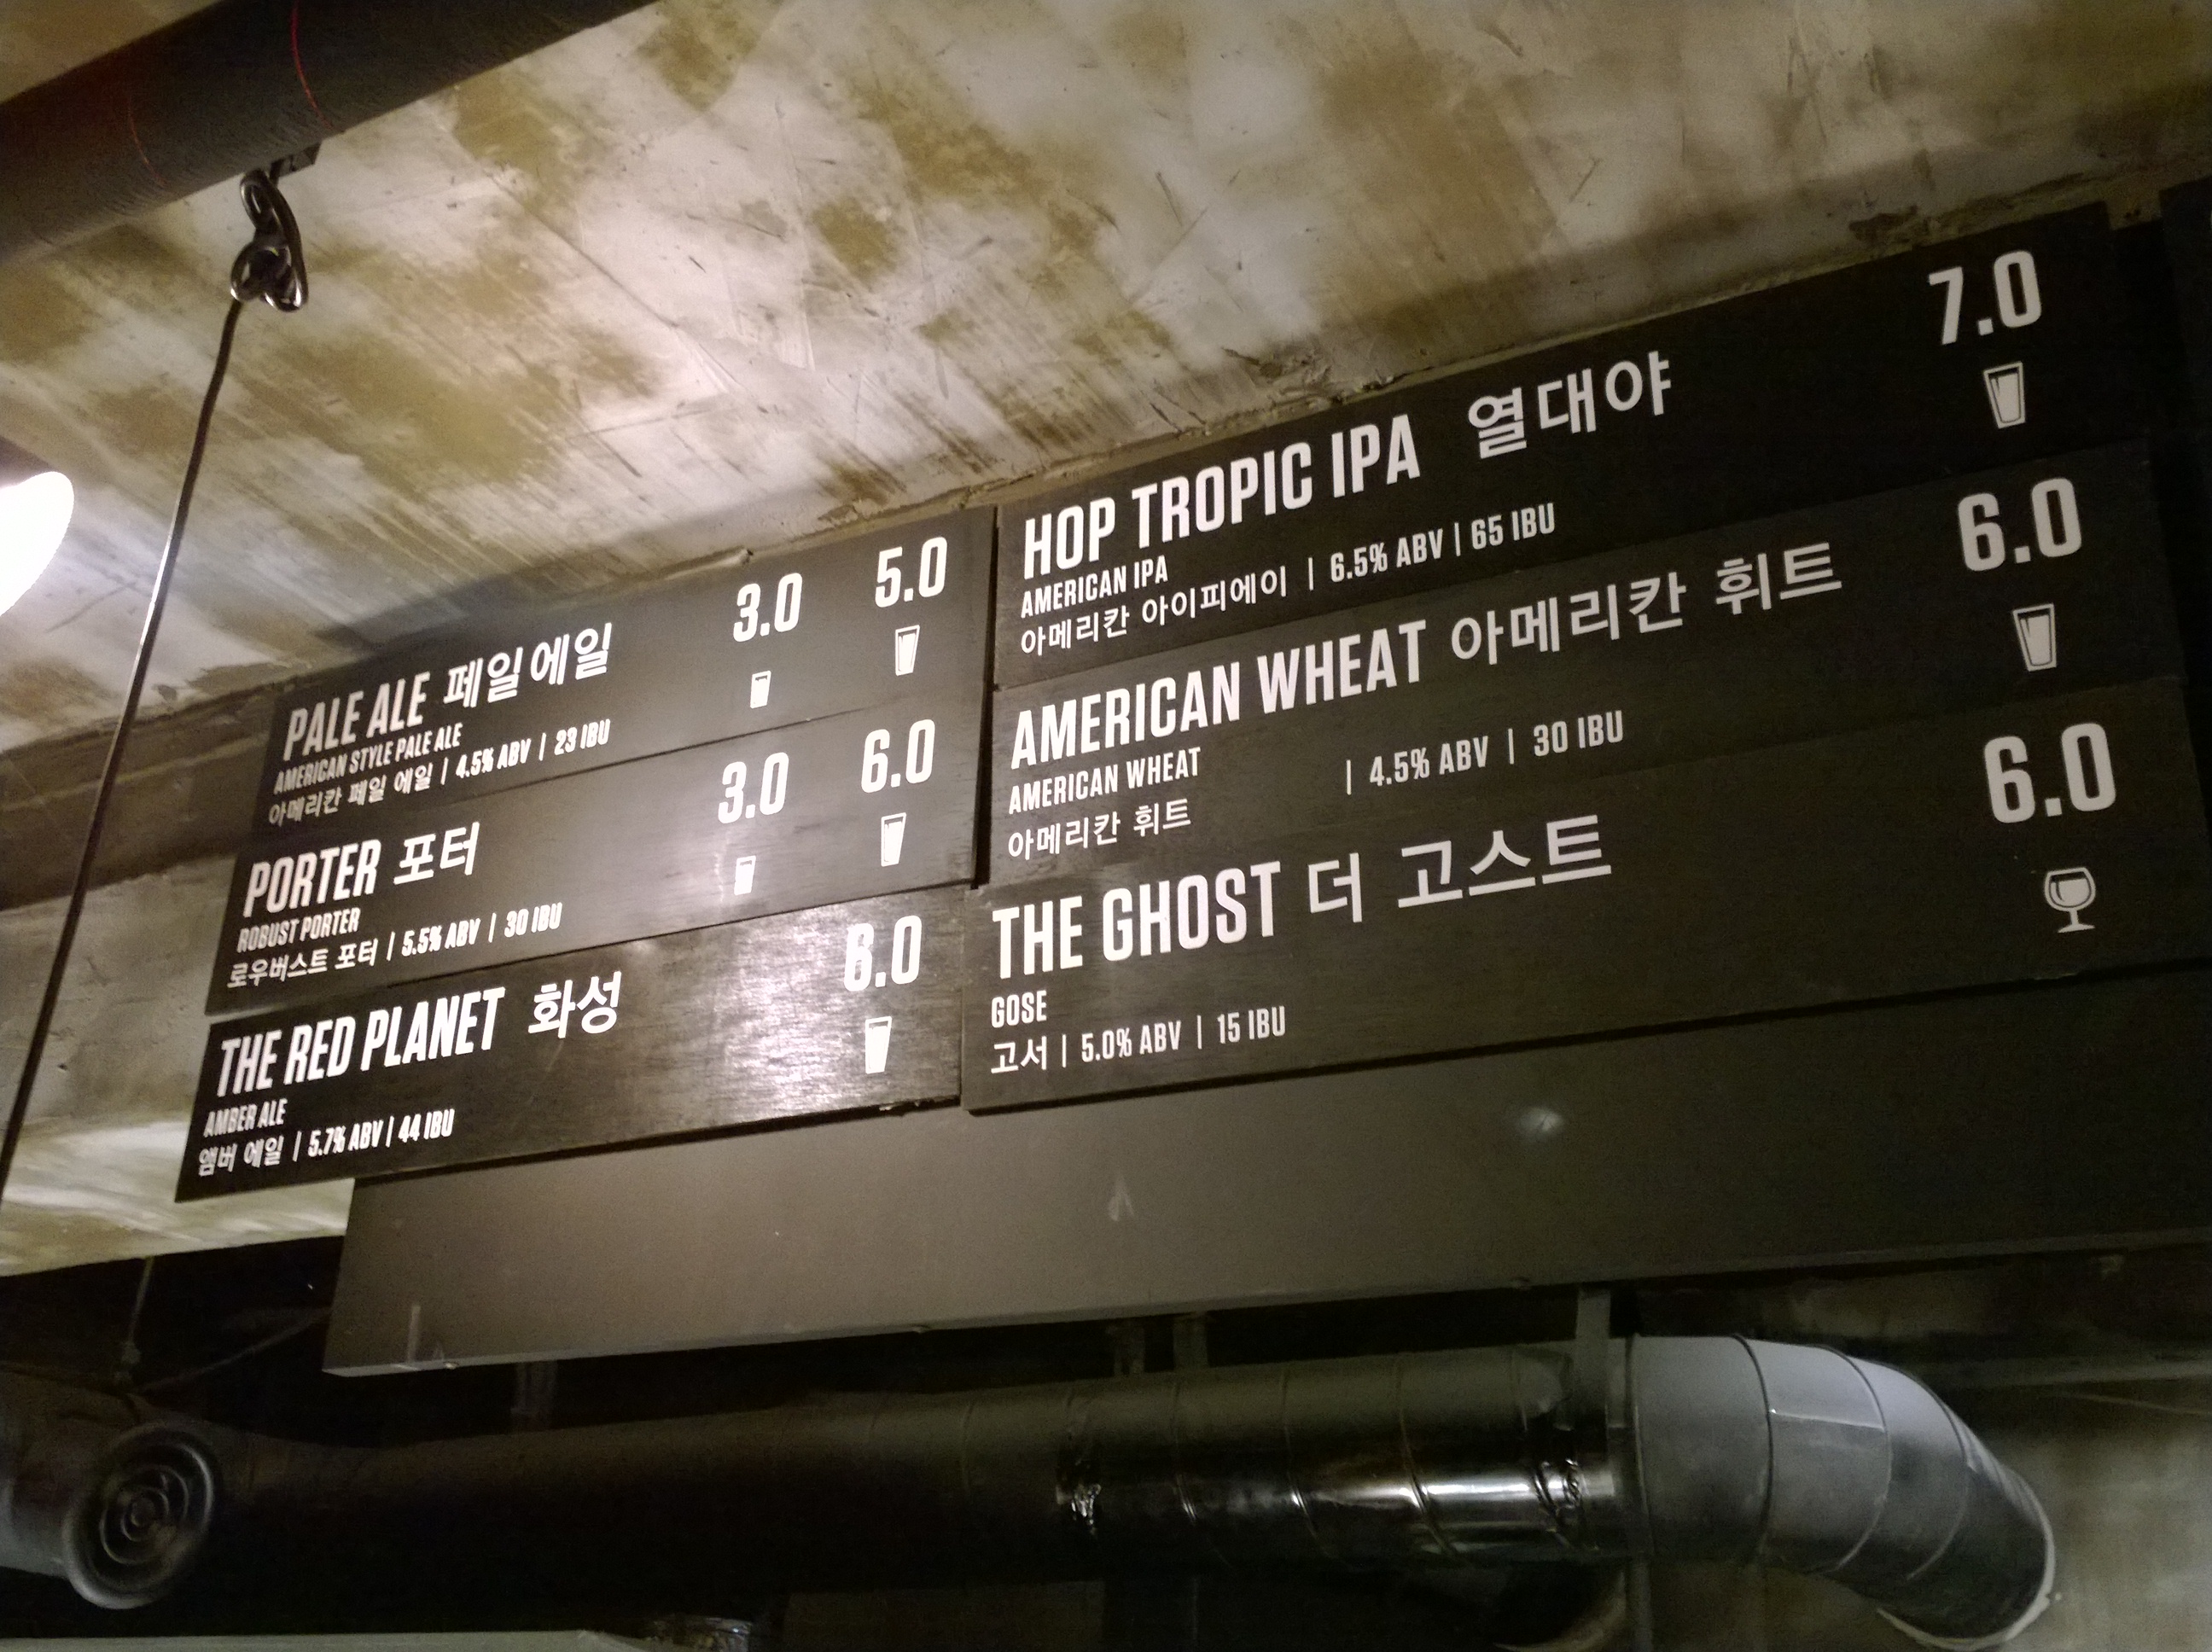 PALE ALE 페일에일 3.0 5.0
AMERICAN STYLE PALE ALE
아메리칸 페일 에일 | 4.5% ABV | 23 IBU
PORTER 포터 3.0 6.0
ROBUST PORTER
로우버스트 포터 | 5.5% ABV | 30 IBU
THE RED PLANET 화성 6.0
AMBER ALE
앰버 에일 | 5.7% ABV | 44 IBU
HOP TROPIC IPA 열대야 7.0
AMERICAN IPA
아메리칸 아이피에이 | 6.5% ABV | 65 IBU
AMERICAN WHEAT 아메리칸 휘트 6.0
AMERICAN WHEAT
아메리칸 휘트 | 4.5% ABV | 30 IBU
THE GHOST 더 고스트 6.0
GOSE
고서 | 5.0% ABV | 15 IBU